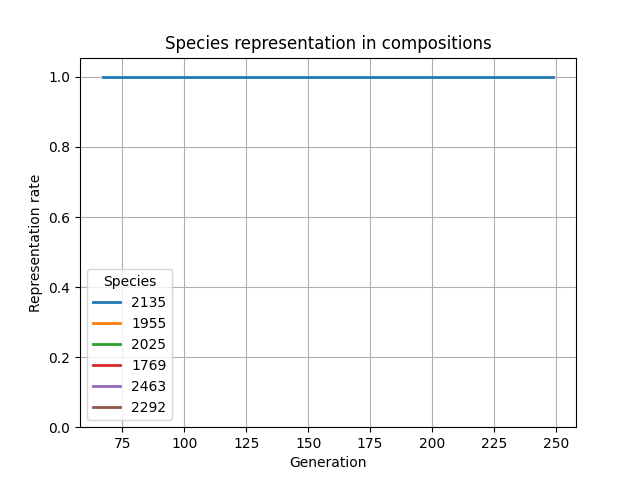 Species representation in compositions
Representation rate
1.0
0.8
0.6
0.4
0.2
0.0
Species
2135
1955
2025
1769
2463
2292
75 100 125 150 175 200 225 250
Generation